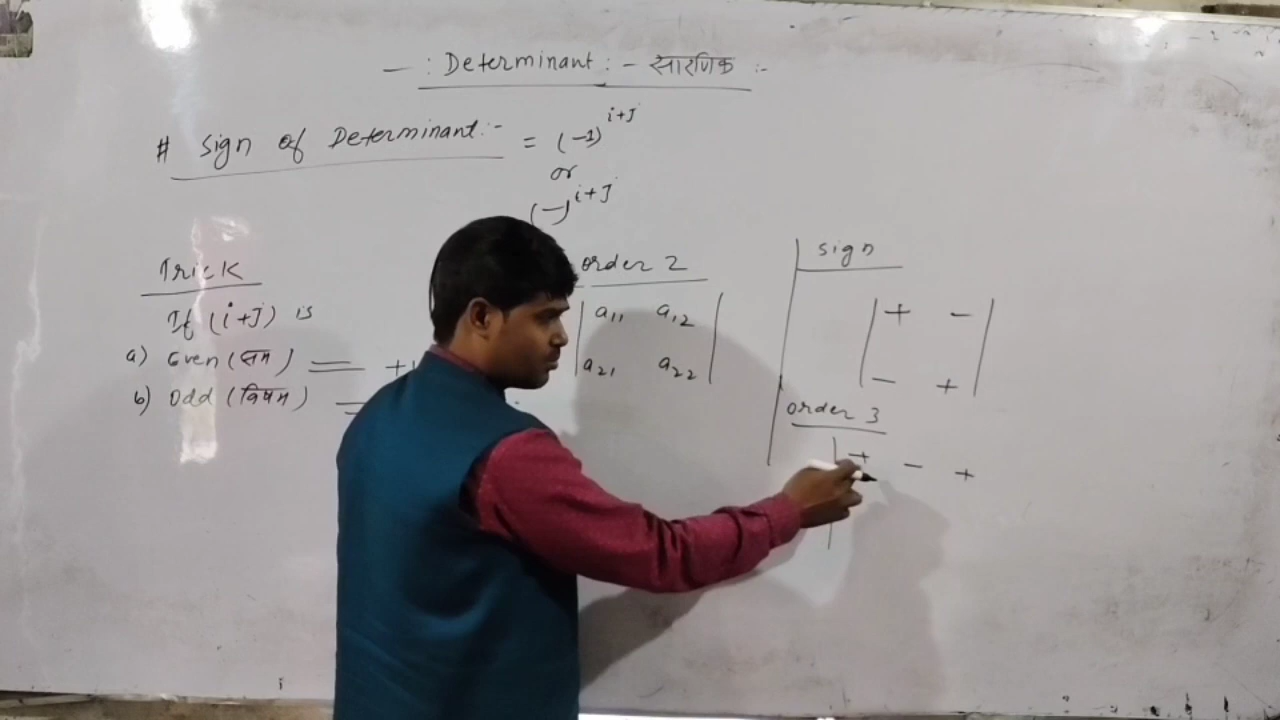 — : Determinant : – सारणिक :-
# Sign of Determinant:- = (-1)^{i+J}
or
(-)^{i+J}
Trick
If (i+J) is
a) Even (सम) = +
b) Odd (विषम) =
order 2
a₁₁ a₁₂
a₂₁ a₂₂
sign
+ -
- +
order 3
+ - +